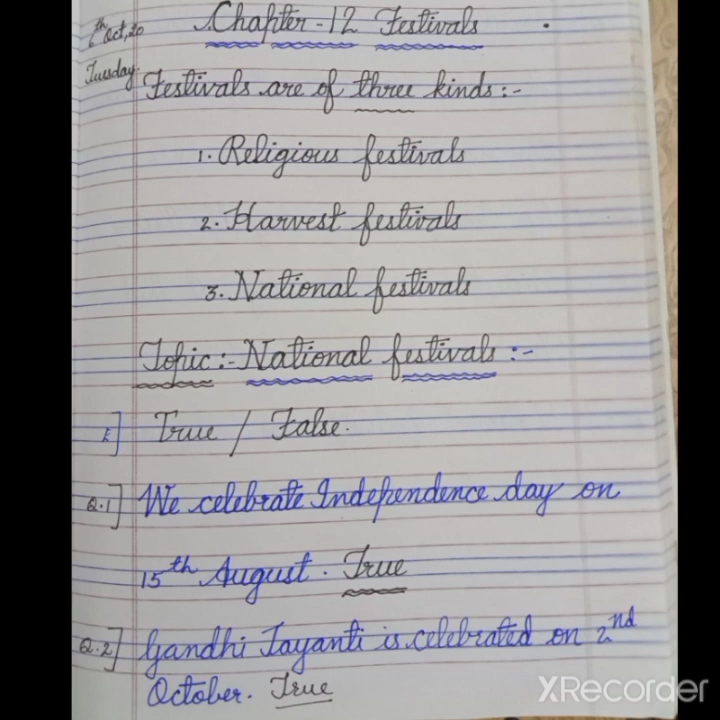 6th Oct, 20
Chapter - 12 Festivals
Tuesday.
Festivals are of three kinds :-
1. Religious festivals
2. Harvest festivals
3. National festivals
Topic :- National festivals :-
True / False.
Q.1] We celebrate Independence day on
15th August. True
Q.2] Gandhi Jayanti is celebrated on 2nd
October. True
XRecorder